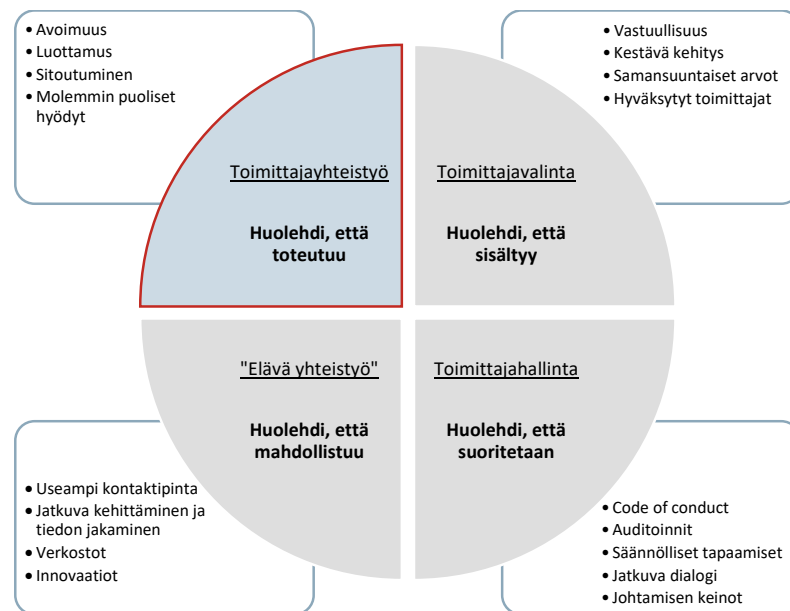 • Avoimuus
• Luottamus
• Sitoutuminen
• Molemmin puoliset
hyödyt
• Vastuullisuus
• Kestävä kehitys
• Samansuuntaiset arvot
• Hyväksytyt toimittajat
Toimittajayhteistyö
Huolehdi, että
toteutuu
Toimittajavalinta
Huolehdi, että
sisältyy
"Elävä yhteistyö"
Huolehdi, että
mahdollistuu
Toimittajahallinta
Huolehdi, että
suoritetaan
• Useampi kontaktipinta
• Jatkuva kehittäminen ja
tiedon jakaminen
• Verkostot
• Innovaatiot
• Code of conduct
• Auditoinnit
• Säännölliset tapaamiset
• Jatkuva dialogi
• Johtamisen keinot